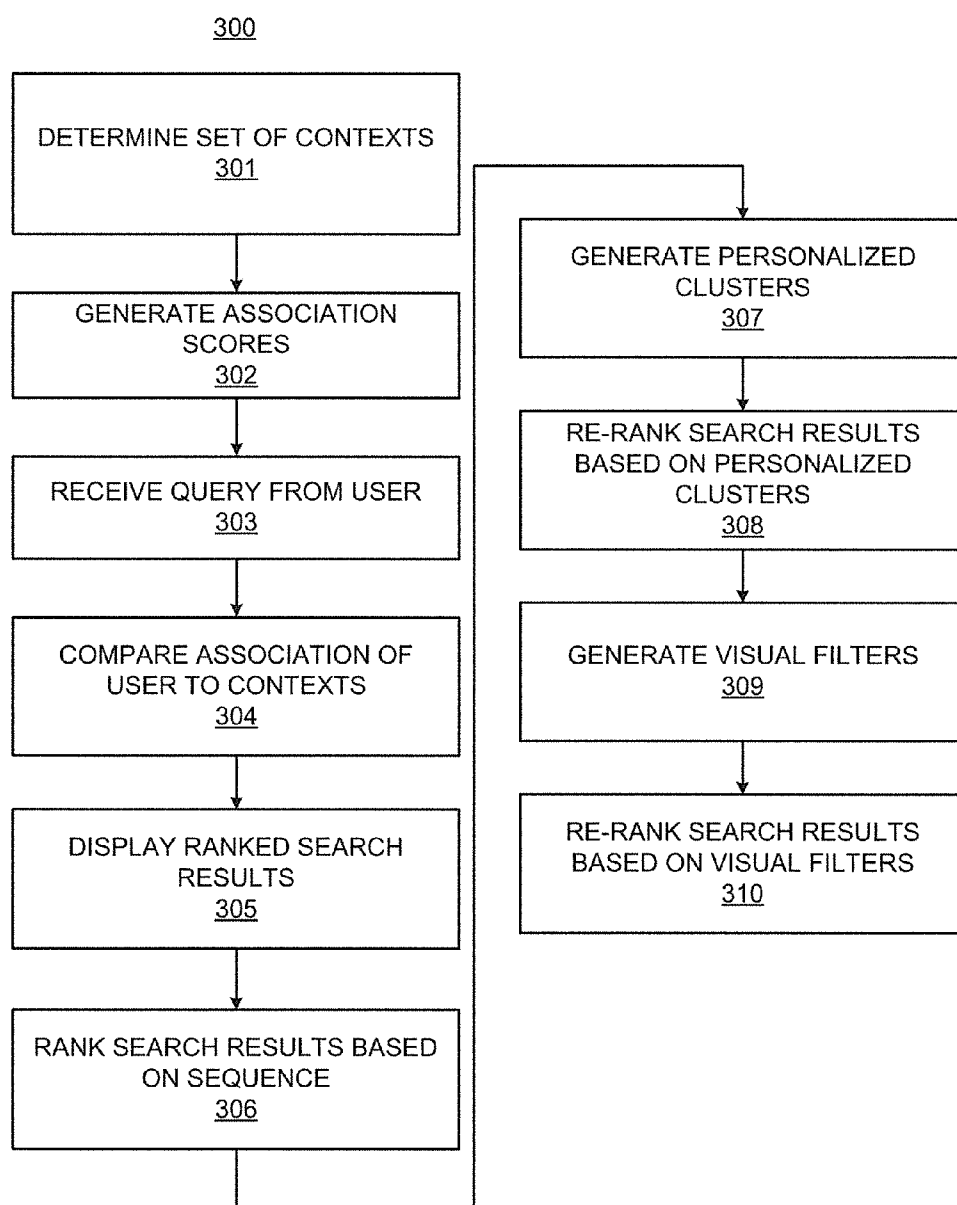 300
DETERMINE SET OF CONTEXTS
301
GENERATE ASSOCIATION
SCORES
302
RECEIVE QUERY FROM USER
303
COMPARE ASSOCIATION OF
USER TO CONTEXTS
304
DISPLAY RANKED SEARCH
RESULTS
305
RANK SEARCH RESULTS BASED
ON SEQUENCE
306
GENERATE PERSONALIZED
CLUSTERS
307
RE-RANK SEARCH RESULTS
BASED ON PERSONALIZED
CLUSTERS
308
GENERATE VISUAL FILTERS
309
RE-RANK SEARCH RESULTS
BASED ON VISUAL FILTERS
310